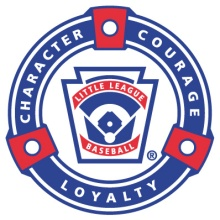 CHARACTER
COURAGE
LOYALTY
LITTLE LEAGUE
BASEBALL
®